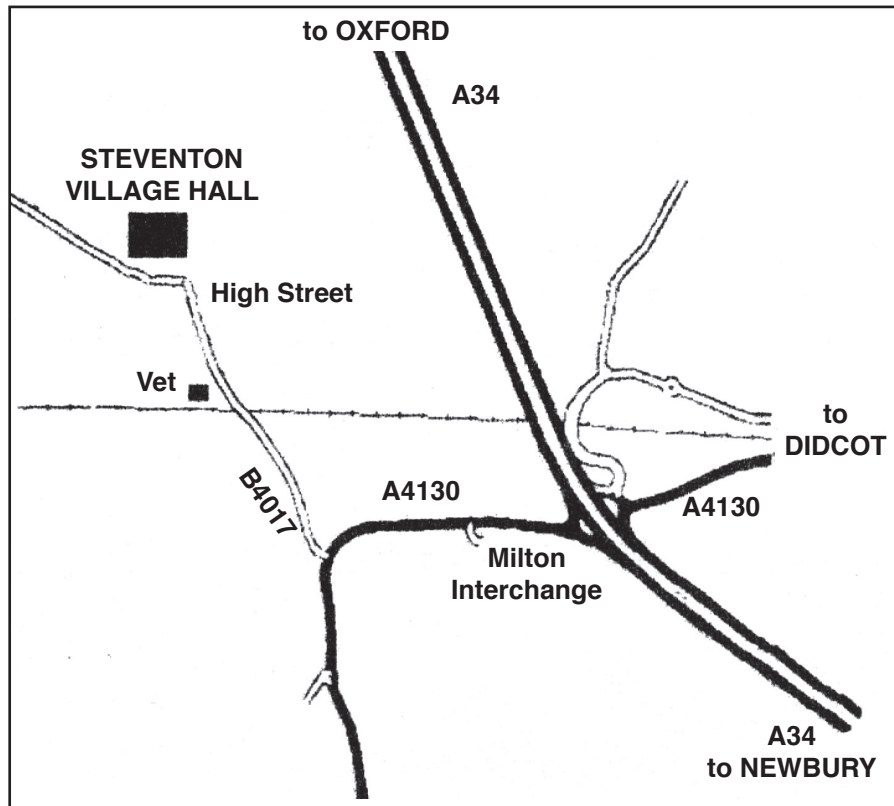 to OXFORD
A34
STEVENTON
VILLAGE HALL
High Street
Vet
to
DIDCOT
B4017
A4130
A4130
Milton
Interchange
A34
to NEWBURY